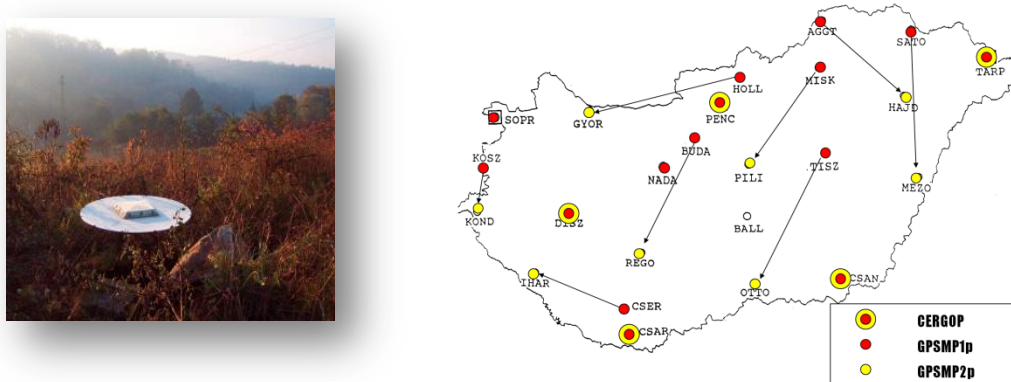 AGGT
SATO
TARP
MISK
HOLL
HAJD
PENC
GYOR
SOPR
BUDA
KOSZ
TISZ
NADA
PILI
MEZO
KOND
DISZ
BALL
REGO
IHAR
OTTO
CSAN
CSER
CSAR
CERGOP
GPSMP1p
GPSMP2p